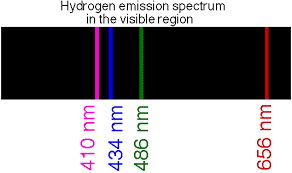 Hydrogen emission spectrum
in the visible region
410 nm
434 nm
486 nm
656 nm